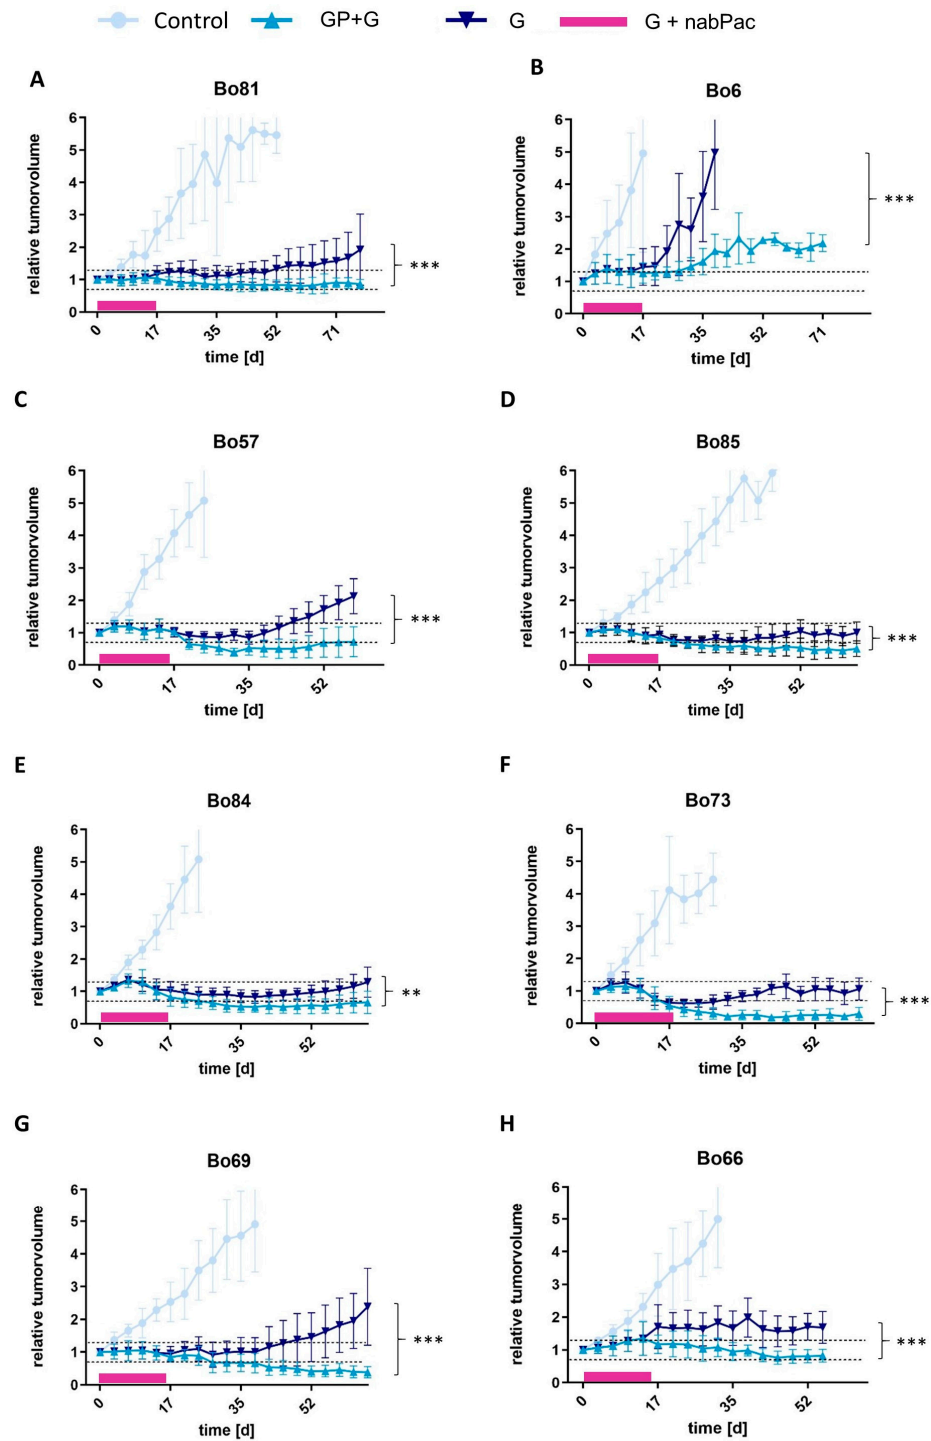 Control GP+G G G + nabPac
A
Bo81
relative tumorvolume
6
5
4
3
2
1
0
0 17 35 52 71
time [d]
***
B
Bo6
relative tumorvolume
6
5
4
3
2
1
0
0 17 35 52 71
time [d]
***
C
Bo57
relative tumorvolume
6
5
4
3
2
1
0
0 17 35 52
time [d]
***
D
Bo85
relative tumorvolume
6
5
4
3
2
1
0
0 17 35 52
time [d]
***
E
Bo84
relative tumorvolume
6
5
4
3
2
1
0
0 17 35 52
time [d]
**
F
Bo73
relative tumorvolume
6
5
4
3
2
1
0
0 17 35 52
time [d]
***
G
Bo69
relative tumorvolume
6
5
4
3
2
1
0
0 17 35 52
time [d]
***
H
Bo66
relative tumorvolume
6
5
4
3
2
1
0
0 17 35 52
time [d]
***